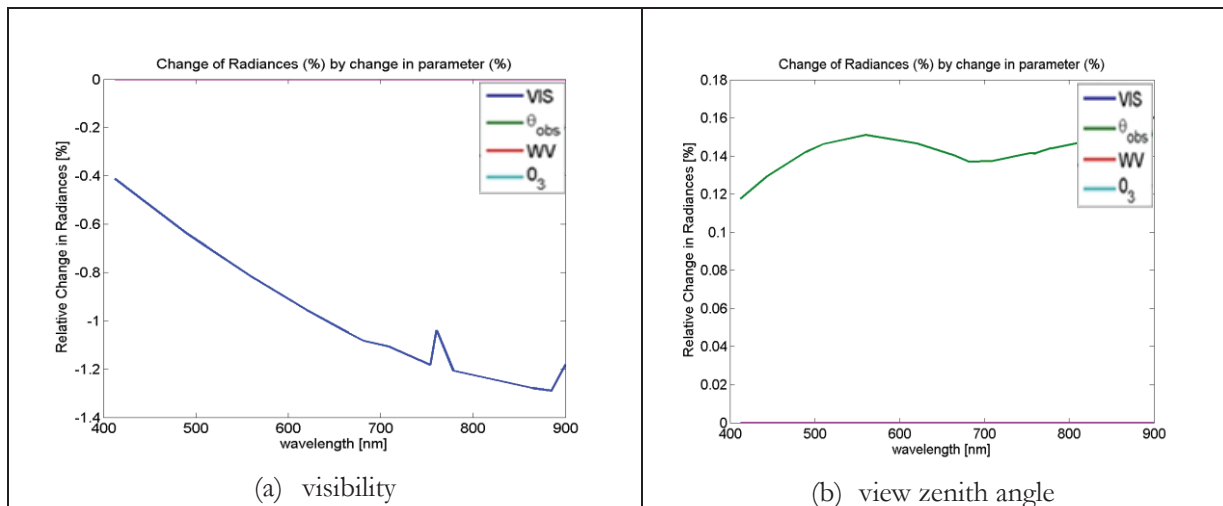 Change of Radiances (%) by change in parameter (%)
Relative Change in Radiances [%]
0
-0.2
-0.4
-0.6
-0.8
-1
-1.2
-1.4
400
500
600
700
800
900
wavelength [nm]
VIS
θobs
WV
O3
(a) visibility
Change of Radiances (%) by change in parameter (%)
Relative Change in Radiances [%]
0.18
0.16
0.14
0.12
0.1
0.08
0.06
0.04
0.02
0
400
500
600
700
800
900
wavelength [nm]
VIS
θobs
WV
O3
(b) view zenith angle